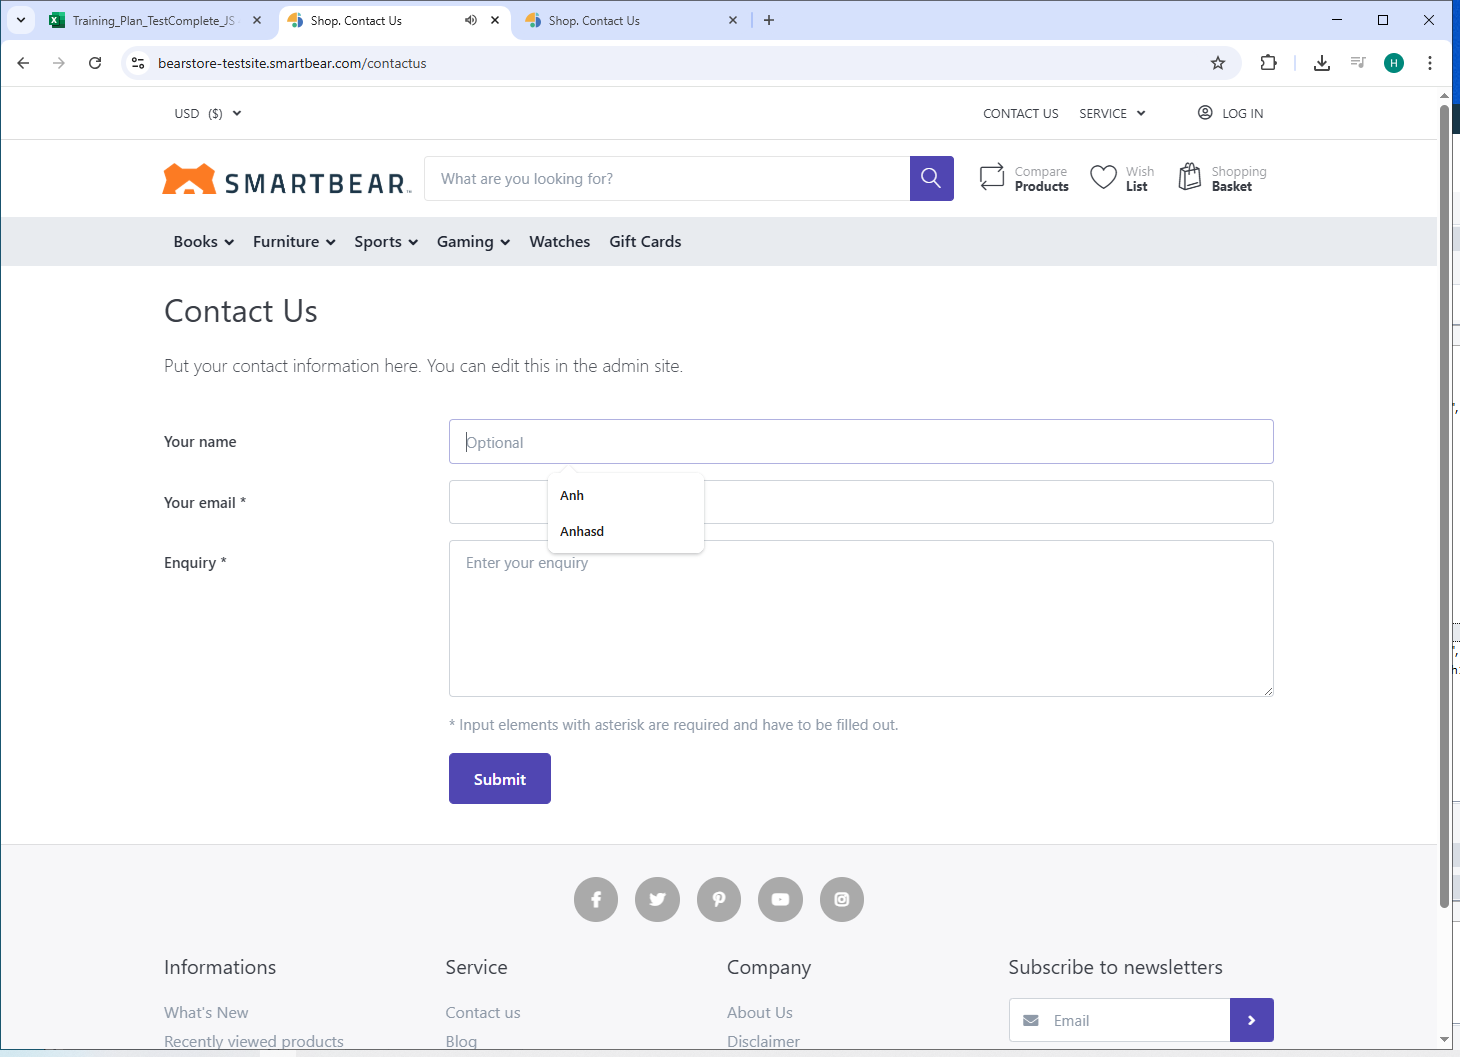 Training_Plan_TestComplete_JS
Shop. Contact Us
Shop. Contact Us
bearstore-testsite.smartbear.com/contactus
H
USD ($)
CONTACT US
SERVICE
LOG IN
SMARTBEAR
What are you looking for?
Compare
Products
Wish
List
Shopping
Basket
Books
Furniture
Sports
Gaming
Watches
Gift Cards
Contact Us
Put your contact information here. You can edit this in the admin site.
Your name
Optional
Anh
Anhasd
Your email *
Enquiry *
Enter your enquiry
* Input elements with asterisk are required and have to be filled out.
Submit
Informations
What's New
Recently viewed products
Service
Contact us
Blog
Company
About Us
Disclaimer
Subscribe to newsletters
Email